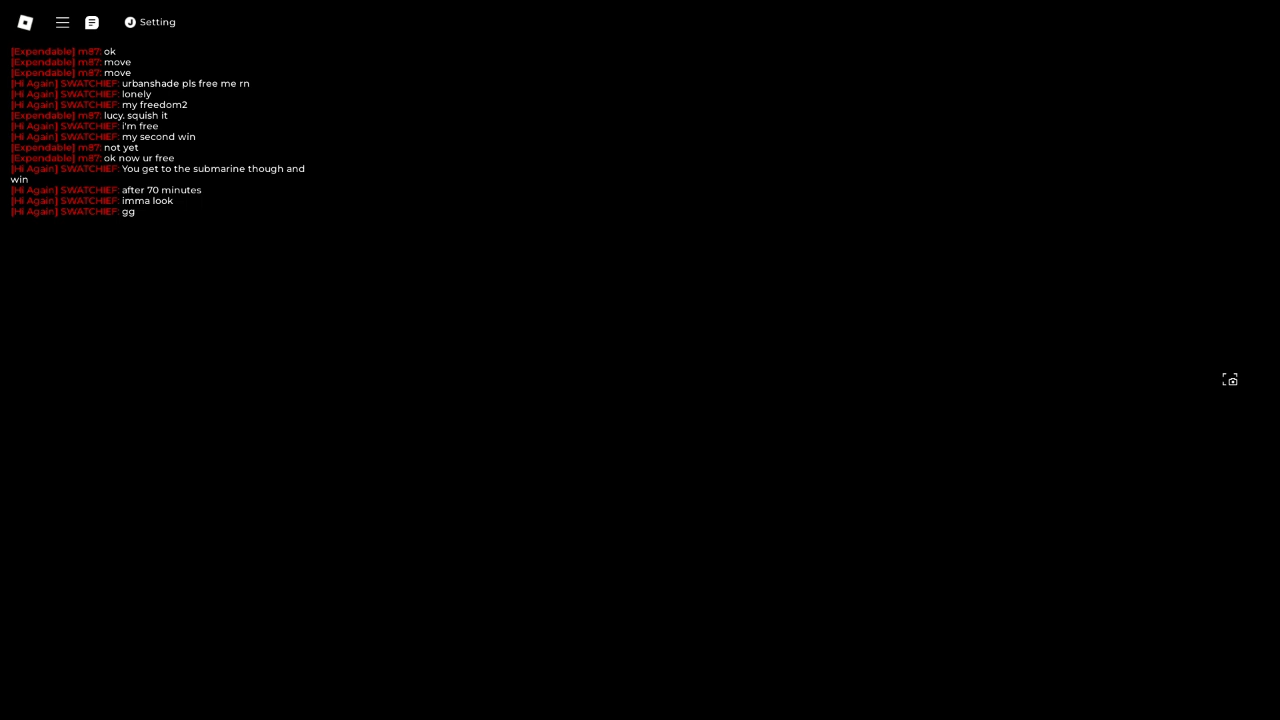 Setting
[Expendable] m87: ok
[Expendable] m87: move
[Expendable] m87: move
[Hi Again] SWATCHIEF: urbanshade pls free me rn
[Hi Again] SWATCHIEF: lonely
[Hi Again] SWATCHIEF: my freedom2
[Expendable] m87: lucy. squish it
[Hi Again] SWATCHIEF: i'm free
[Hi Again] SWATCHIEF: my second win
[Expendable] m87: not yet
[Expendable] m87: ok now ur free
[Hi Again] SWATCHIEF: You get to the submarine though and
win
[Hi Again] SWATCHIEF: after 70 minutes
[Hi Again] SWATCHIEF: imma look
[Hi Again] SWATCHIEF: gg